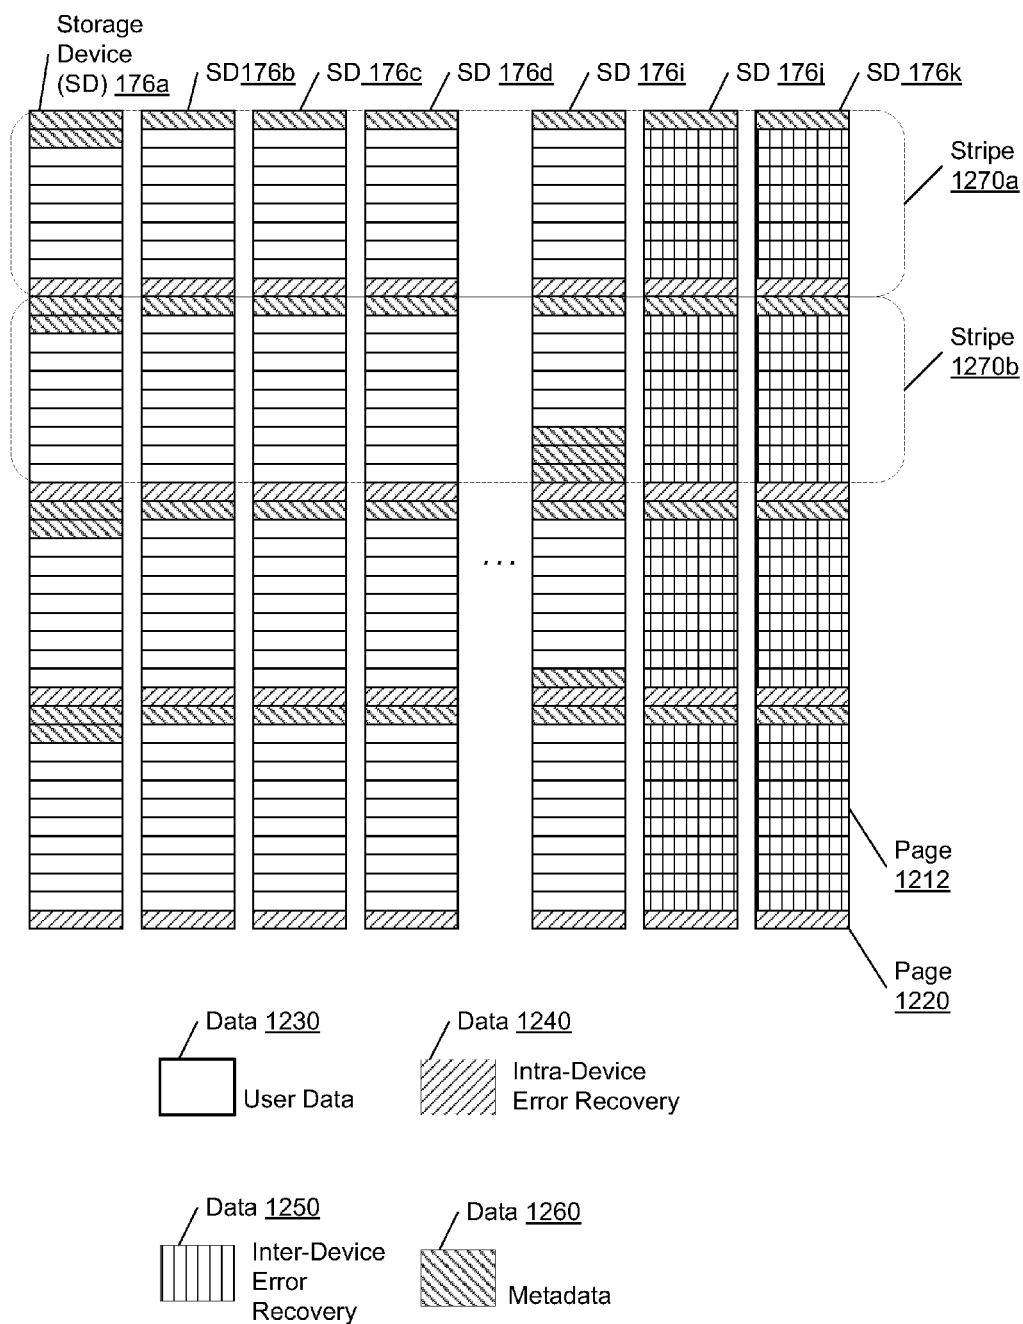 Storage
Device
(SD) 176a
SD176b
SD 176c
SD 176d
SD 176i
SD 176j
SD 176k
Stripe
1270a
Stripe
1270b
...
Page
1212
Page
1220
Data 1230
User Data
Data 1240
Intra-Device
Error Recovery
Data 1250
Inter-Device
Error
Recovery
Data 1260
Metadata